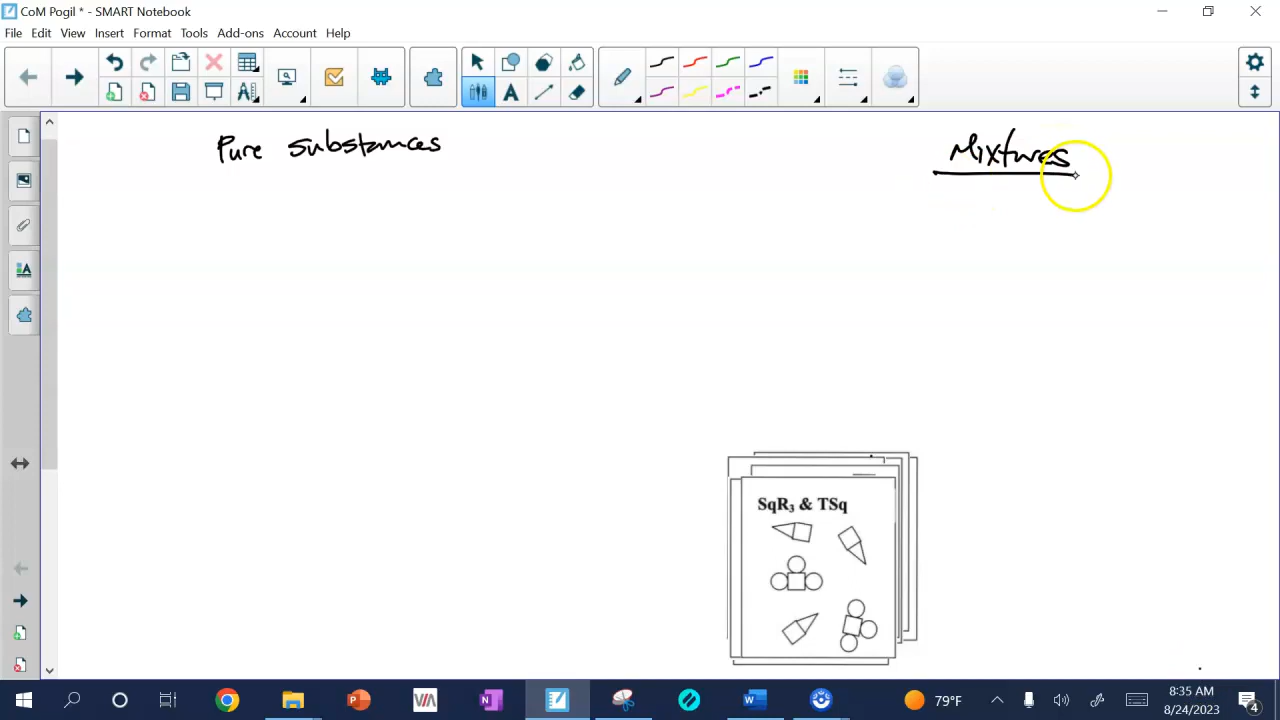 CoM Pogil * - SMART Notebook
File Edit View Insert Format Tools Add-ons Account Help
Pure substances
Mixtures
SqR₃ & TSq
79°F
8:35 AM
8/24/2023
4